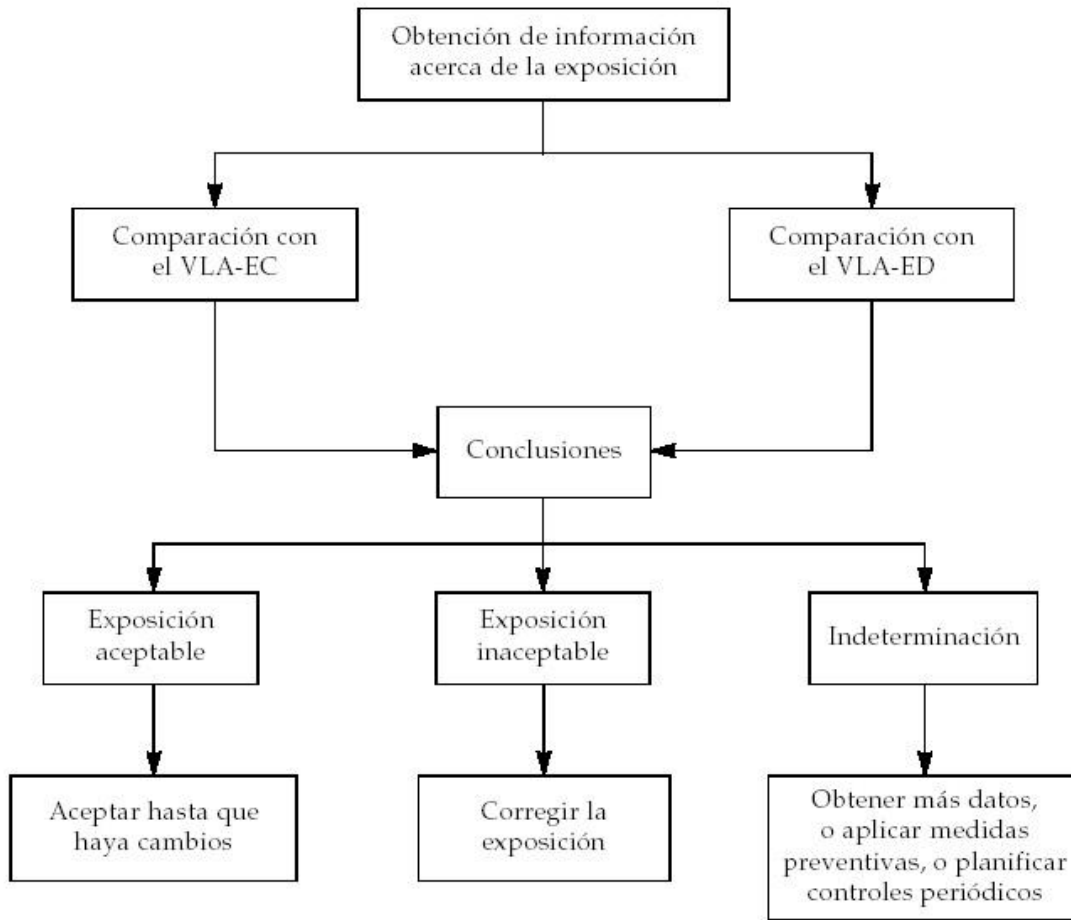 Obtención de información
acerca de la exposición
Comparación con
el VLA-EC
Comparación con
el VLA-ED
Conclusiones
Exposición
aceptable
Exposición
inaceptable
Indeterminación
Aceptar hasta que
haya cambios
Corregir la
exposición
Obtener más datos,
o aplicar medidas
preventivas, o planificar
controles periódicos